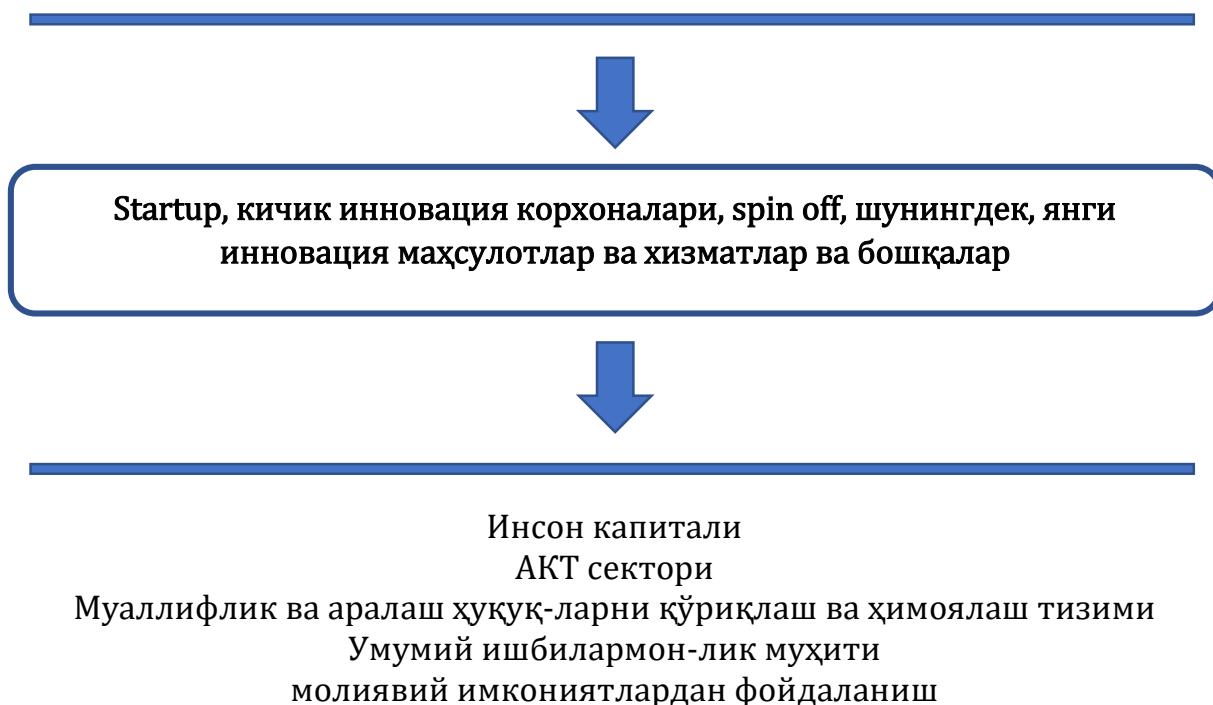 Startup, кичик инновация корхоналари, spin off, шунингдек, янги
инновация маҳсулотлар ва хизматлар ва бошқалар
Инсон капитали
АКТ сектори
Муаллифлик ва аралаш ҳуқуқ-ларни қўриқлаш ва ҳимоялаш тизими
Умумий ишбилармон-лик муҳити
молиявий имкониятлардан фойдаланиш